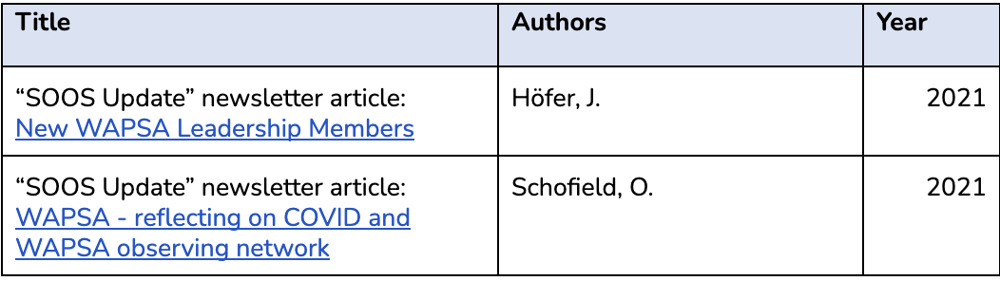 Title Authors Year
“SOOS Update” newsletter article: Höfer, J. 2021
New WAPSA Leadership Members
“SOOS Update” newsletter article: Schofield, O. 2021
WAPSA - reflecting on COVID and
WAPSA observing network